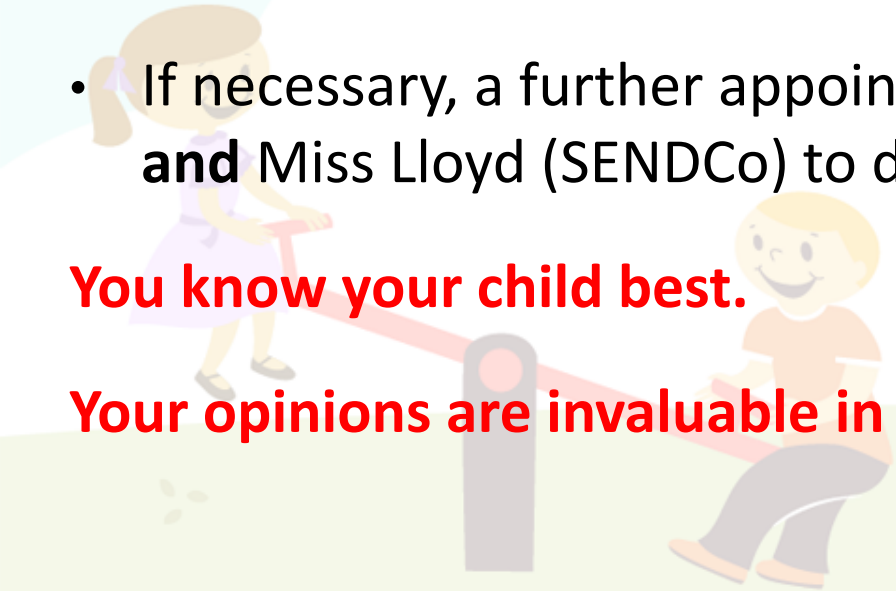 • If necessary, a further appoin
and Miss Lloyd (SENDCo) to d
You know your child best.
Your opinions are invaluable in